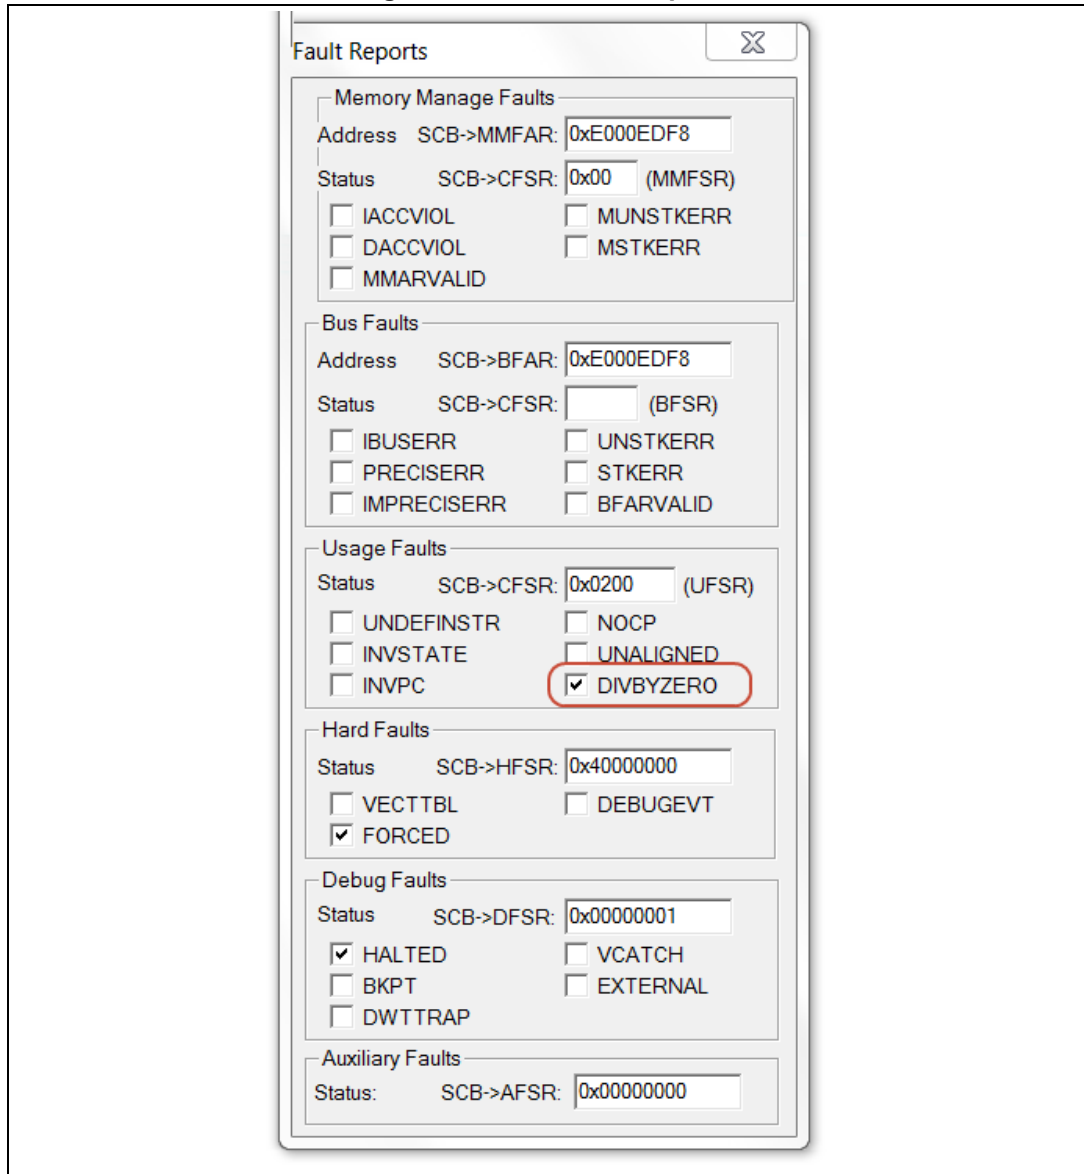 Fault Reports
Memory Manage Faults
Address SCB->MMFAR: 0xE000EDF8
Status SCB->CFSR: 0x00 (MMFSR)
IACCVIOL MUNSTKERR
DACCVIOL MSTKERR
MMARVALID
Bus Faults
Address SCB->BFAR: 0xE000EDF8
Status SCB->CFSR: (BFSR)
IBUSERR UNSTKERR
PRECISERR STKERR
IMPRECISERR BFARVALID
Usage Faults
Status SCB->CFSR: 0x0200 (UFSR)
UNDEFINSTR NOCP
INVSTATE UNALIGNED
INVPC DIVBYZERO
Hard Faults
Status SCB->HFSR: 0x40000000
VECTTBL DEBUGEVT
FORCED
Debug Faults
Status SCB->DFSR: 0x00000001
HALTED VCATCH
BKPT EXTERNAL
DWTTRAP
Auxiliary Faults
Status: SCB->AFSR: 0x00000000